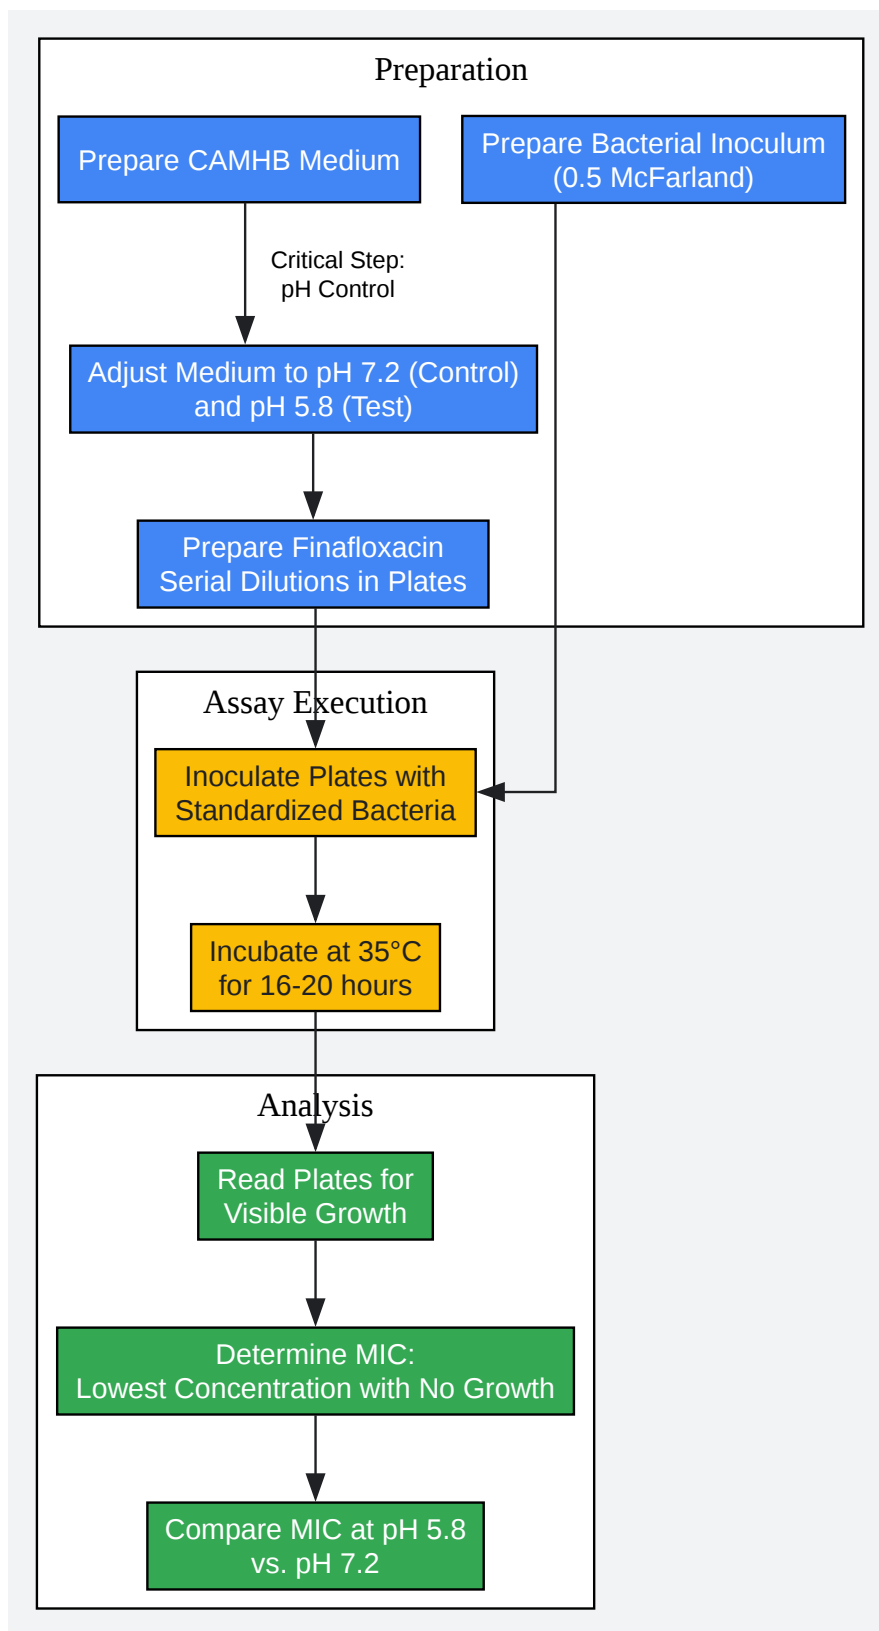 Preparation
Prepare CAMHB Medium
Prepare Bacterial Inoculum
(0.5 McFarland)
Critical Step:
pH Control
Adjust Medium to pH 7.2 (Control)
and pH 5.8 (Test)
Prepare Finafloxacin
Serial Dilutions in Plates
Assay Execution
Inoculate Plates with
Standardized Bacteria
Incubate at 35°C
for 16-20 hours
Analysis
Read Plates for
Visible Growth
Determine MIC:
Lowest Concentration with No Growth
Compare MIC at pH 5.8
vs. pH 7.2